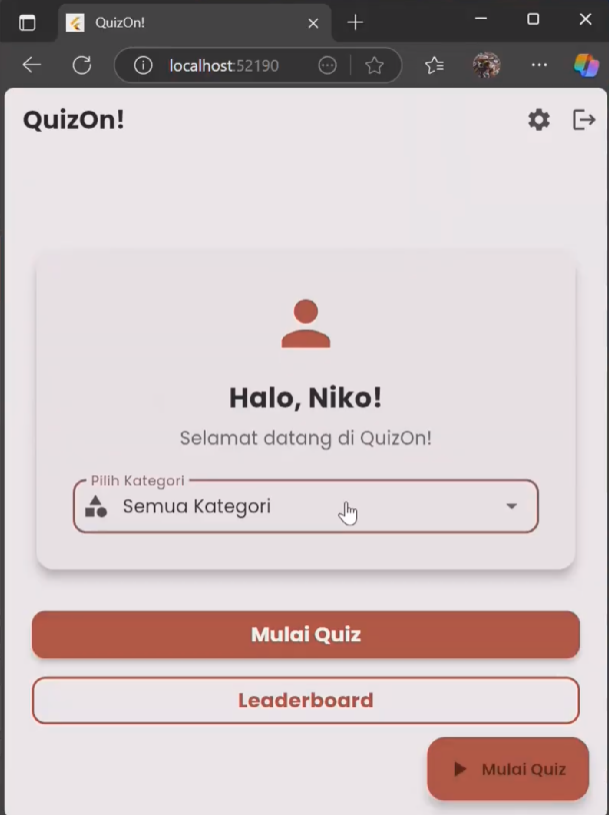 QuizOn!
localhost:52190
QuizOn!
Halo, Niko!
Selamat datang di QuizOn!
Pilih Kategori
Semua Kategori
Mulai Quiz
Leaderboard
Mulai Quiz